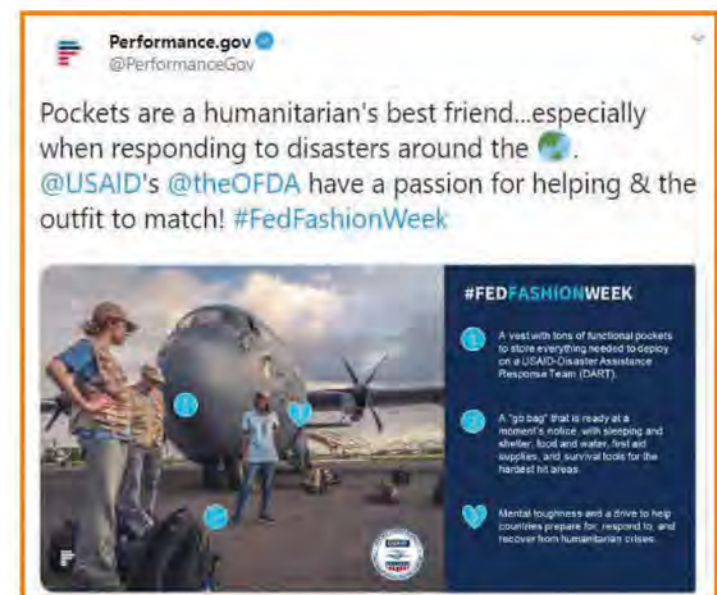 Performance.gov
@PerformanceGov
Pockets are a humanitarian's best friend...especially
when responding to disasters around the 🌏.
@USAID's @theOFDA have a passion for helping & the
outfit to match! #FedFashionWeek
#FEDFASHIONWEEK
1
A vest with tons of functional pockets
to store everything needed to deploy
on a USAID-Disaster Assistance
Response Team (DART).
2
A "go bag" that is ready at a
moment's notice, with sleeping and
shelter, food and water, first aid
supplies, and survival tools for the
hardest hit areas.
3
Mental toughness and a drive to help
countries prepare for, respond to, and
recover from humanitarian crises.